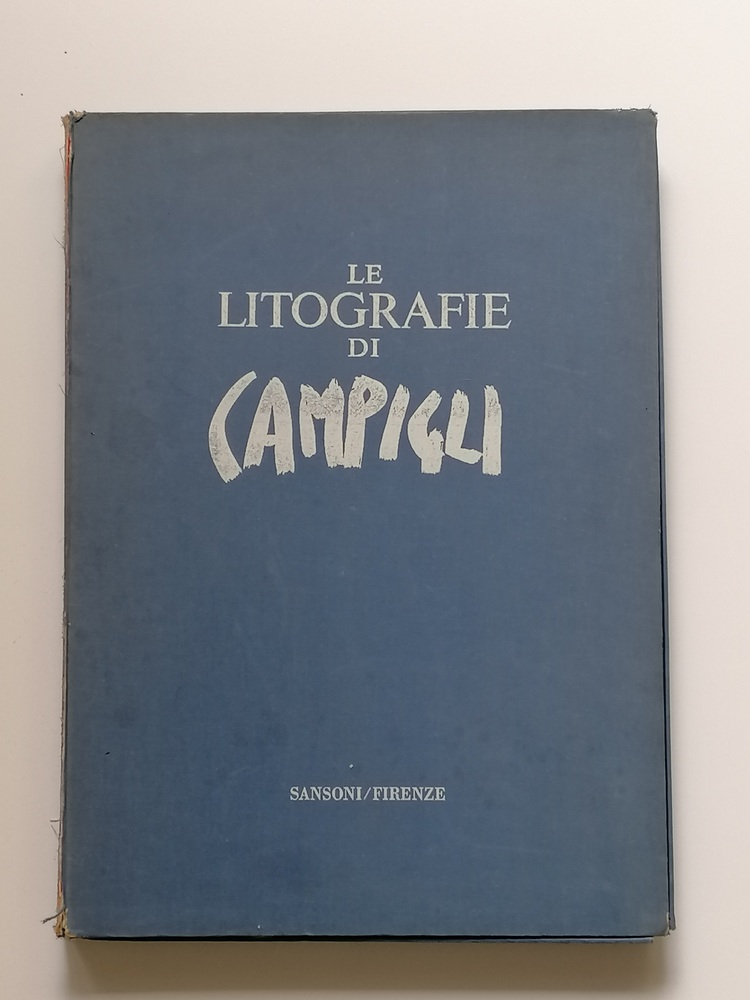 LE
LITOGRAFIE
DI
CAMPIGLI
SANSONI/FIRENZE